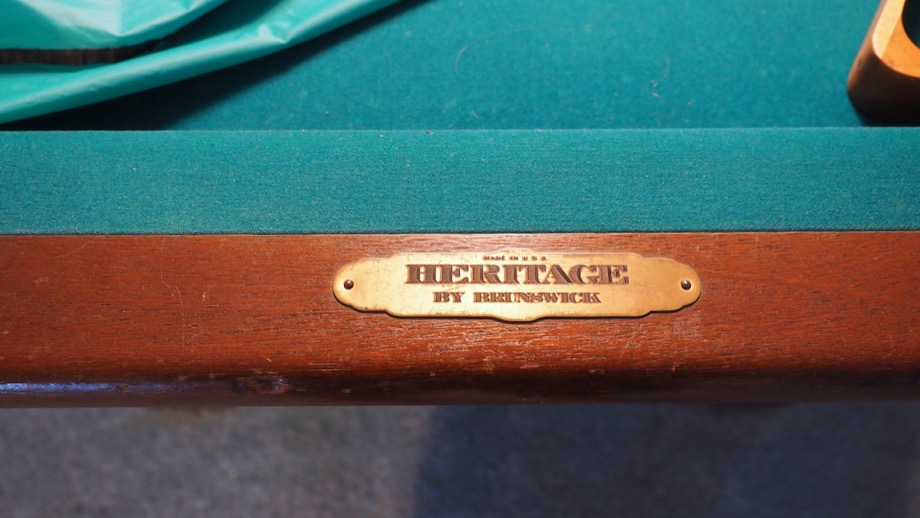 MADE IN U.S.A
HERITAGE
BY BRUNSWICK